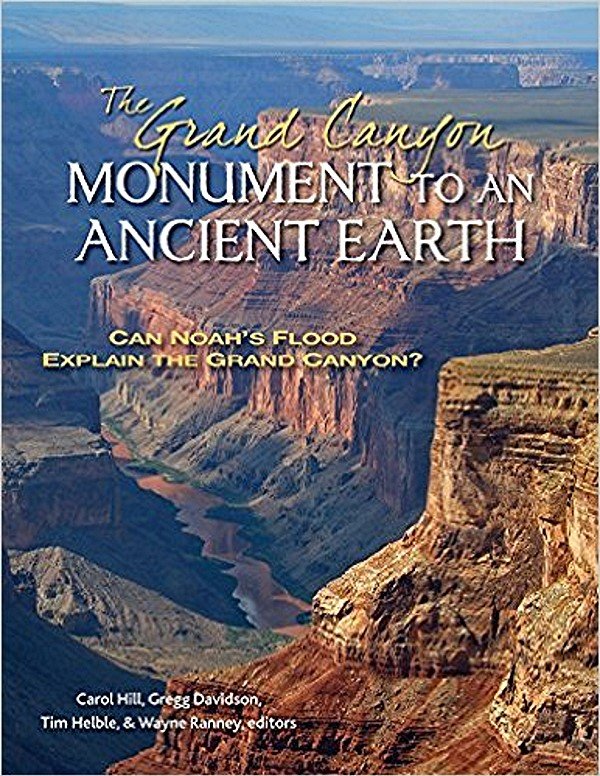 The Grand Canyon
MONUMENT TO AN
ANCIENT EARTH
CAN NOAH'S FLOOD
EXPLAIN THE GRAND CANYON?
Carol Hill, Gregg Davidson,
Tim Helble, & Wayne Ranney, editors